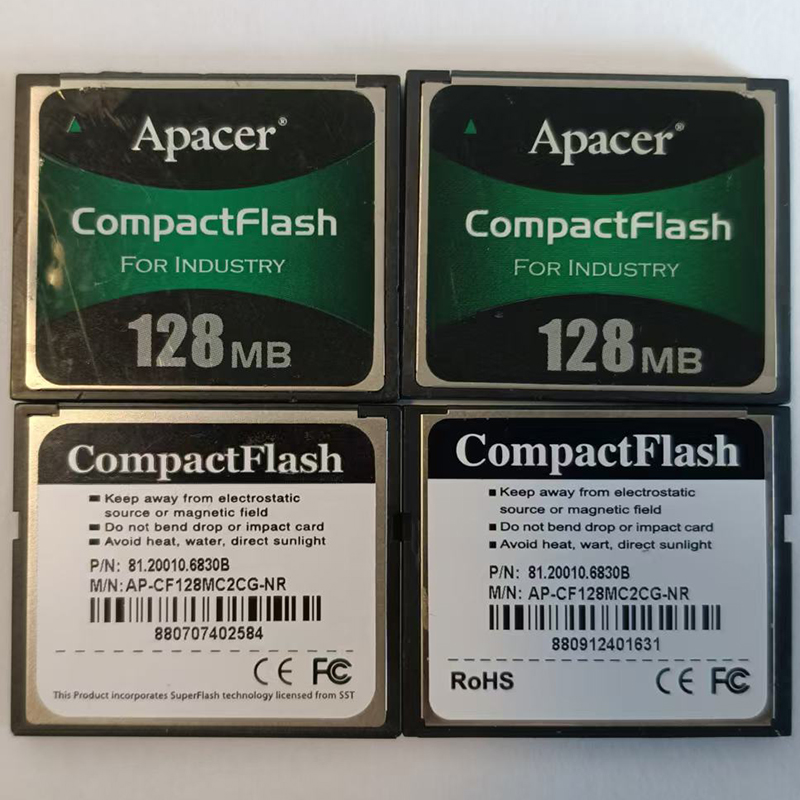 Apacer®
CompactFlash
FOR INDUSTRY
128MB
Apacer®
CompactFlash
FOR INDUSTRY
128MB
CompactFlash
Keep away from electrostatic
source or magnetic field
Do not bend drop or impact card
Avoid heat, water, direct sunlight
P/N: 81.20010.6830B
M/N: AP-CF128MC2CG-NR
880707402584
CE FC
This Product incorporates SuperFlash technology licensed from SST
CompactFlash
Keep away from electrostatic
source or magnetic field
Do not bend drop or impact card
Avoid heat, wart, direct sunlight
P/N: 81.20010.6830B
M/N: AP-CF128MC2CG-NR
880912401631
RoHS CE FC